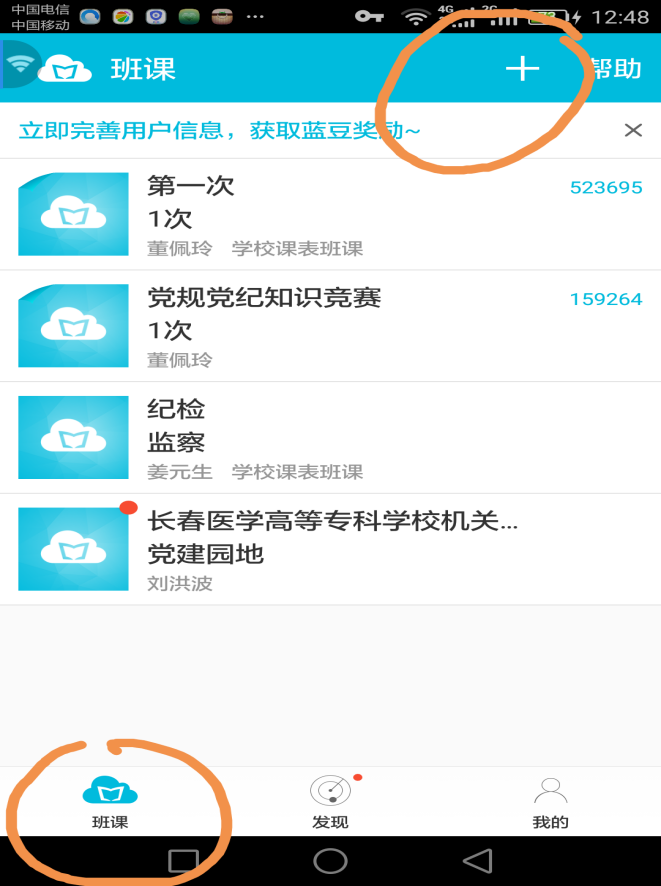 中国电信
中国移动
4G
2G
12:48
班课
帮助
立即完善用户信息，获取蓝豆奖励~
第一次
523695
1次
董佩玲 学校课表班课
党规党纪知识竞赛
159264
1次
董佩玲
纪检
监察
姜元生 学校课表班课
长春医学高等专科学校机关...
党建园地
刘洪波
班课
发现
我的